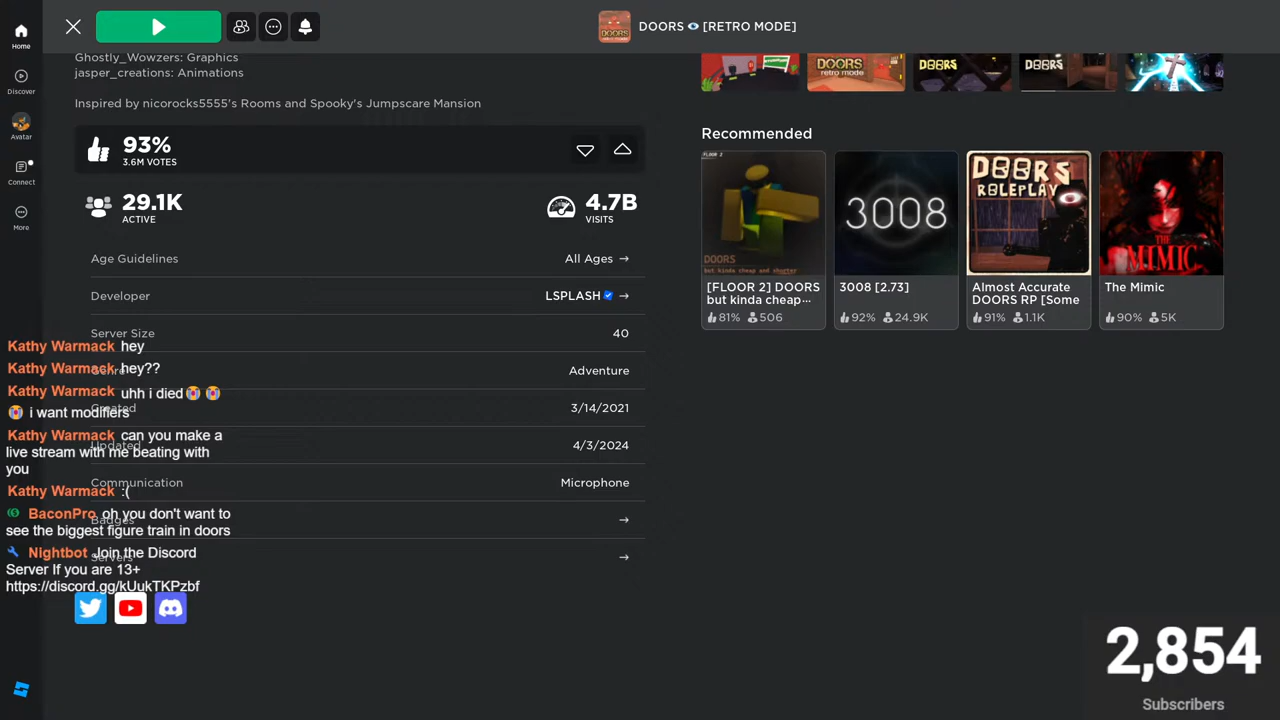 DOORS 👁 [RETRO MODE]
Home
Discover
Avatar
Connect
More
Ghostly_Wowzers: Graphics
jasper_creations: Animations
Inspired by nicorocks5555's Rooms and Spooky's Jumpscare Mansion
93%
3.6M VOTES
29.1K
ACTIVE
4.7B
VISITS
Age Guidelines
All Ages →
Developer
LSPLASH →
Server Size
40
Genre
Adventure
Created
3/14/2021
Updated
4/3/2024
Communication
Microphone
Badges
→
Servers
→
Kathy Warmack hey
Kathy Warmack hey??
Kathy Warmack uhh i died😭 😭
😭 i want modifiers
Kathy Warmack can you make a
live stream with me beating with
you
Kathy Warmack :(
BaconPro oh you don't want to
see the biggest figure train in doors
Nightbot Join the Discord
Server If you are 13+
https://discord.gg/kUukTKPzbf
DOORS
retro mode
DOORS
DOORS
Recommended
FLOOR 2
DOORS
but kinda cheap and shorter
[FLOOR 2] DOORS
but kinda cheap...
81% 506
3008
3008 [2.73]
92% 24.9K
DOORS
ROLEPLAY
Almost Accurate
DOORS RP [Some
91% 1.1K
THE
MIMIC
The Mimic
90% 5K
2,854
Subscribers